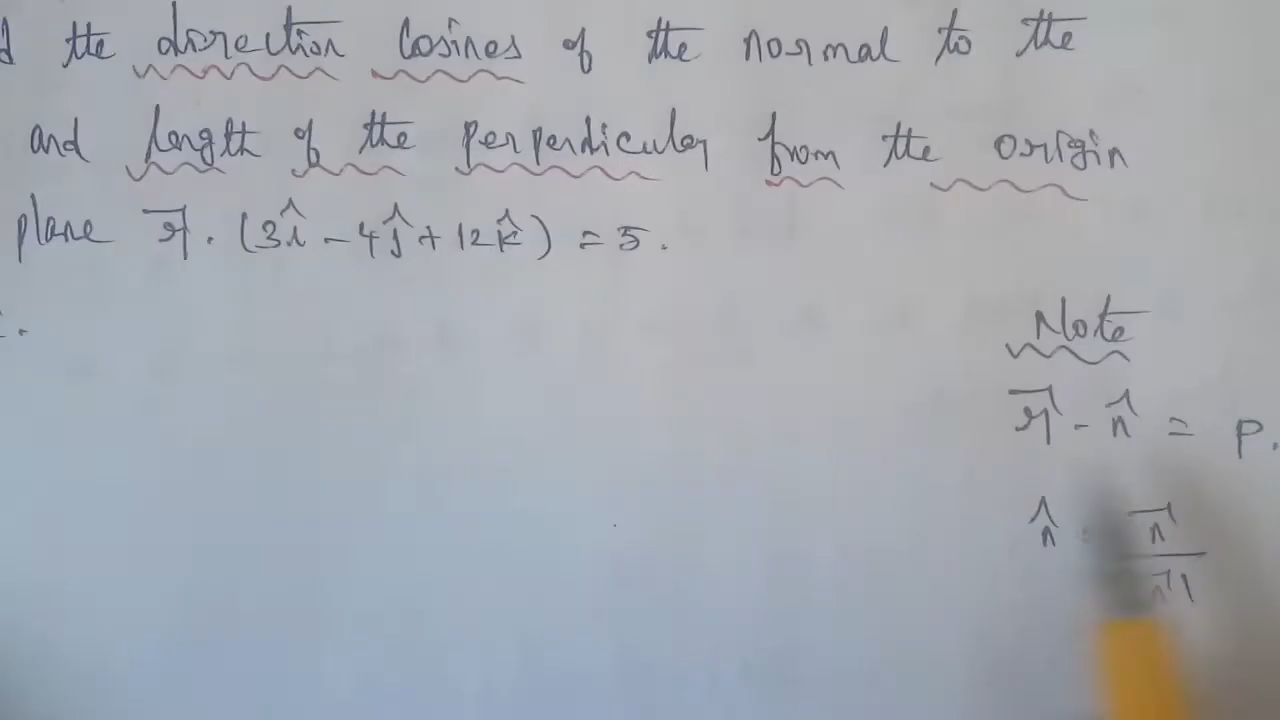 the direction Cosines of the normal to the
and length of the perpendicular from the origin
plane r⃗. (3î - 4ĵ + 12k̂) = 5.
Note
r⃗ - n⃗ = p.
n̂ = n⃗ / |n⃗|